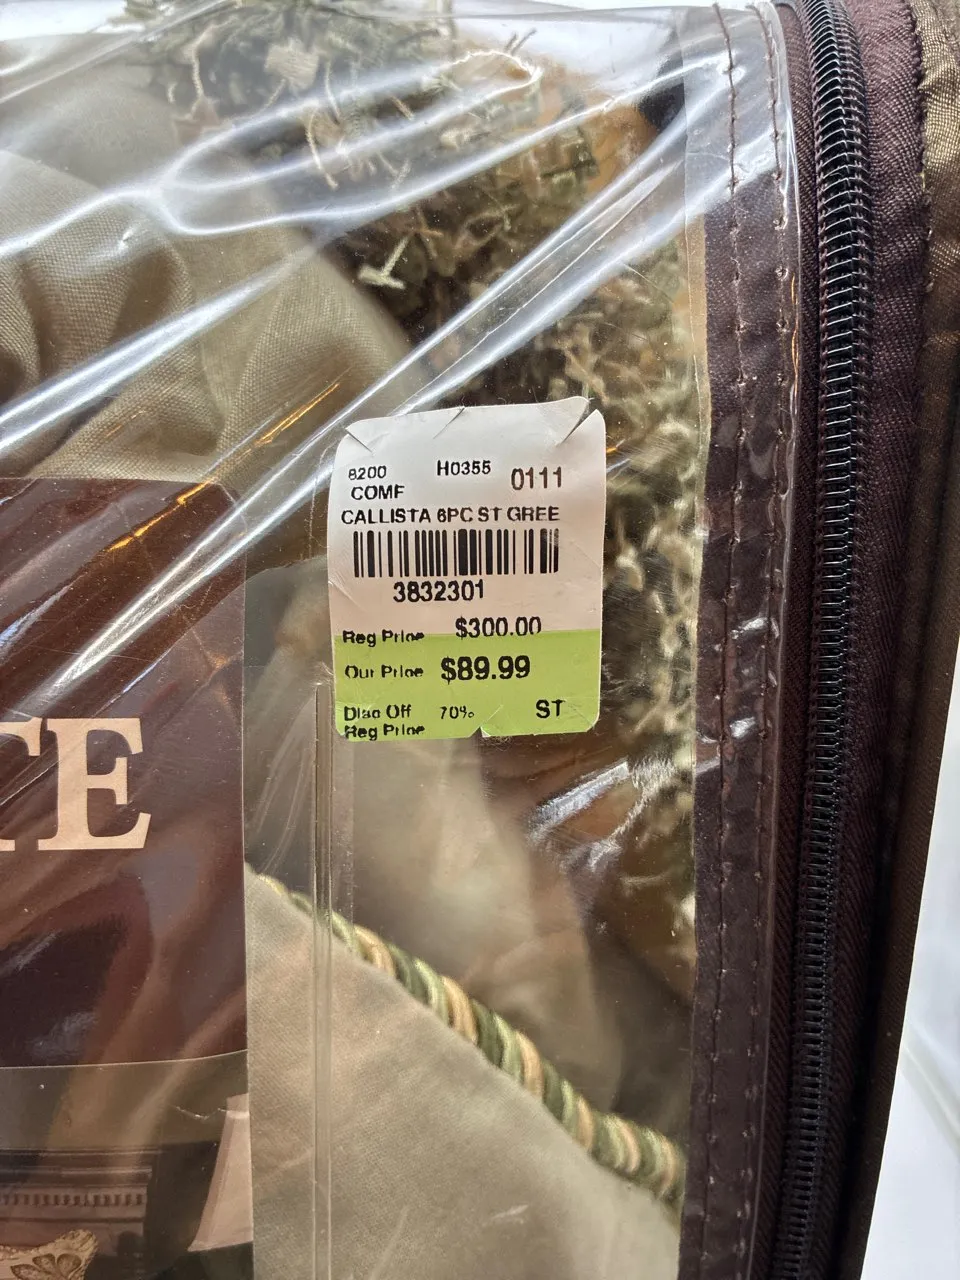 8200 H0355 0111
COMF
CALLISTA 6PC ST GREE
3832301
Reg Price $300.00
Our Price $89.99
Disc Off 70% ST
Reg Price
TE